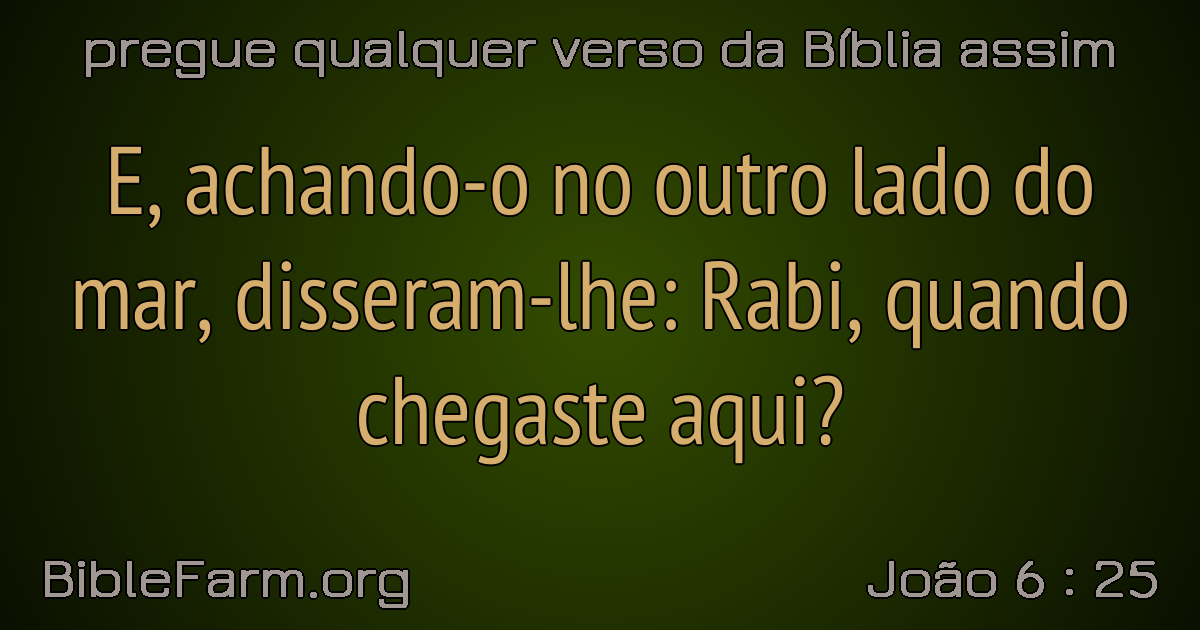 pregue qualquer verso da Bíblia assim
E, achando-o no outro lado do
mar, disseram-lhe: Rabi, quando
chegaste aqui?
BibleFarm.org
João 6 : 25